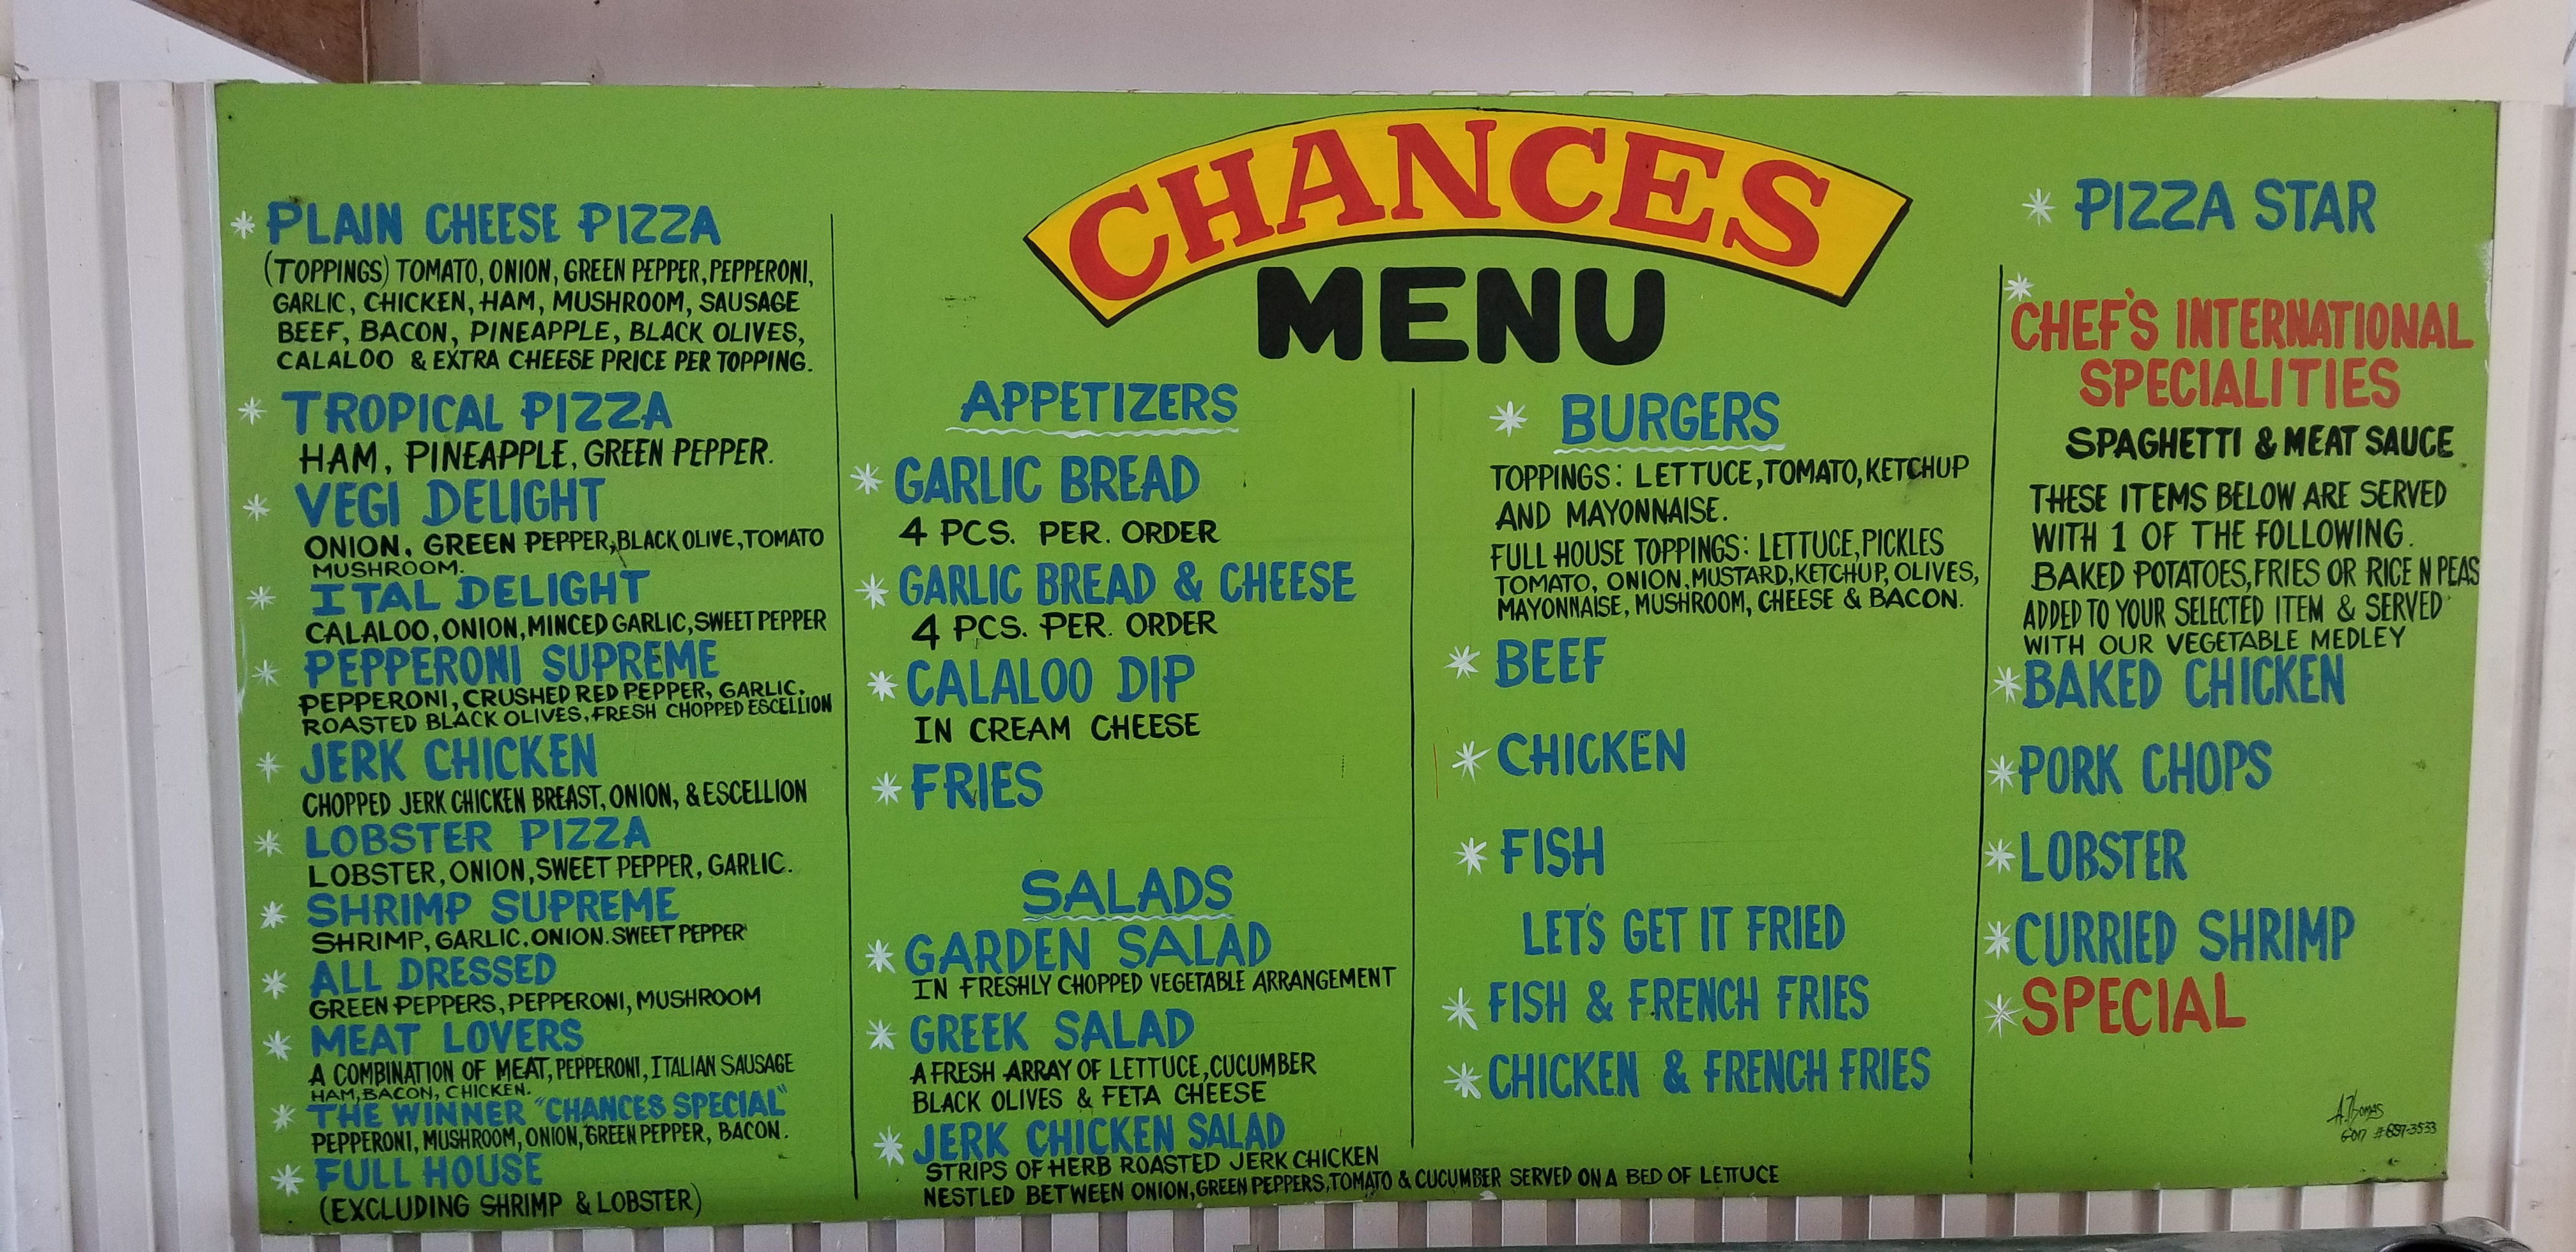 CHANCES
MENU
PLAIN CHEESE PIZZA
(TOPPINGS) TOMATO, ONION, GREEN PEPPER, PEPPERONI,
GARLIC, CHICKEN, HAM, MUSHROOM, SAUSAGE
BEEF, BACON, PINEAPPLE, BLACK OLIVES,
CALALOO & EXTRA CHEESE PRICE PER TOPPING.
TROPICAL PIZZA
HAM, PINEAPPLE, GREEN PEPPER.
VEGI DELIGHT
ONION, GREEN PEPPER, BLACK OLIVE, TOMATO
MUSHROOM.
ITAL DELIGHT
CALALOO, ONION, MINCED GARLIC, SWEET PEPPER
PEPPERONI SUPREME
PEPPERONI, CRUSHED RED PEPPER, GARLIC,
ROASTED BLACK OLIVES, FRESH CHOPPED ESCELLION
JERK CHICKEN
CHOPPED JERK CHICKEN BREAST, ONION, & ESCELLION
LOBSTER PIZZA
LOBSTER, ONION, SWEET PEPPER, GARLIC.
SHRIMP SUPREME
SHRIMP, GARLIC. ONION. SWEET PEPPER
ALL DRESSED
GREEN PEPPERS, PEPPERONI, MUSHROOM
MEAT LOVERS
A COMBINATION OF MEAT, PEPPERONI, ITALIAN SAUSAGE
HAM, BACON, CHICKEN.
THE WINNER "CHANCES SPECIAL"
PEPPERONI, MUSHROOM, ONION, GREEN PEPPER, BACON.
FULL HOUSE
(EXCLUDING SHRIMP & LOBSTER)
APPETIZERS
GARLIC BREAD
4 PCS. PER. ORDER
GARLIC BREAD & CHEESE
4 PCS. PER. ORDER
CALALOO DIP
IN CREAM CHEESE
FRIES
SALADS
GARDEN SALAD
IN FRESHLY CHOPPED VEGETABLE ARRANGEMENT
GREEK SALAD
A FRESH ARRAY OF LETTUCE, CUCUMBER
BLACK OLIVES & FETA CHEESE
JERK CHICKEN SALAD
STRIPS OF HERB ROASTED JERK CHICKEN
NESTLED BETWEEN ONION, GREEN PEPPERS, TOMATO & CUCUMBER SERVED ON A BED OF LETTUCE
BURGERS
TOPPINGS: LETTUCE, TOMATO, KETCHUP
AND MAYONNAISE.
FULL HOUSE TOPPINGS: LETTUCE, PICKLES
TOMATO, ONION, MUSTARD, KETCHUP, OLIVES,
MAYONNAISE, MUSHROOM, CHEESE & BACON.
BEEF
CHICKEN
FISH
LET'S GET IT FRIED
FISH & FRENCH FRIES
CHICKEN & FRENCH FRIES
PIZZA STAR
CHEF'S INTERNATIONAL
SPECIALITIES
SPAGHETTI & MEAT SAUCE
THESE ITEMS BELOW ARE SERVED
WITH 1 OF THE FOLLOWING.
BAKED POTATOES, FRIES OR RICE N PEAS
ADDED TO YOUR SELECTED ITEM & SERVED
WITH OUR VEGETABLE MEDLEY
BAKED CHICKEN
PORK CHOPS
LOBSTER
CURRIED SHRIMP
SPECIAL
A. Thomas
# 857-3533